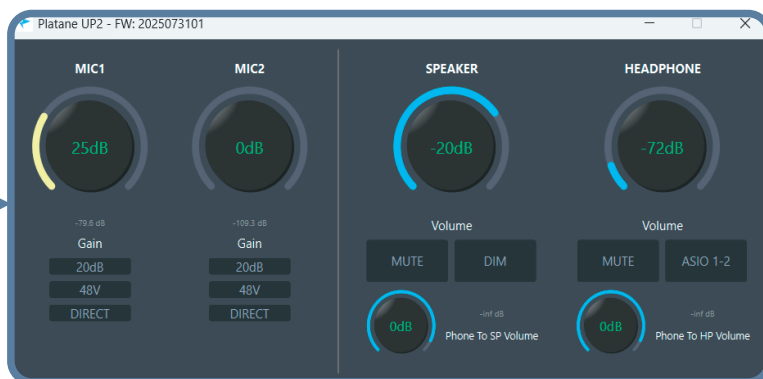 Platane UP2 - FW: 2025073101
MIC1
MIC2
SPEAKER
HEADPHONE
25dB
0dB
-20dB
-72dB
-79.6 dB
-109.3 dB
Gain
Gain
Volume
Volume
20dB
20dB
MUTE
DIM
MUTE
ASIO 1-2
48V
48V
DIRECT
DIRECT
0dB
-inf dB
Phone To SP Volume
0dB
-inf dB
Phone To HP Volume